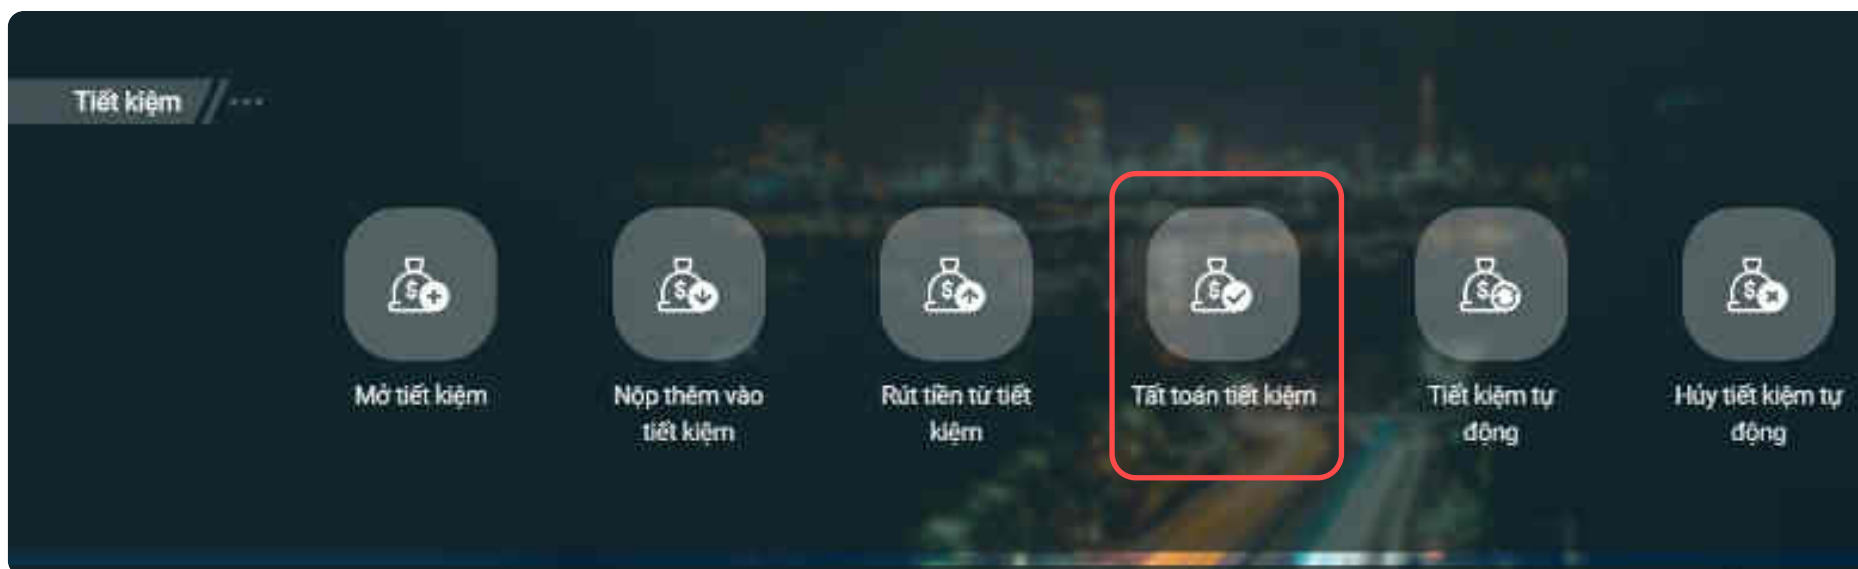 Tiết kiệm
Mở tiết kiệm
Nộp thêm vào
tiết kiệm
Rút tiền từ tiết
kiệm
Tất toán tiết kiệm
Tiết kiệm tự
động
Hủy tiết kiệm tự
động